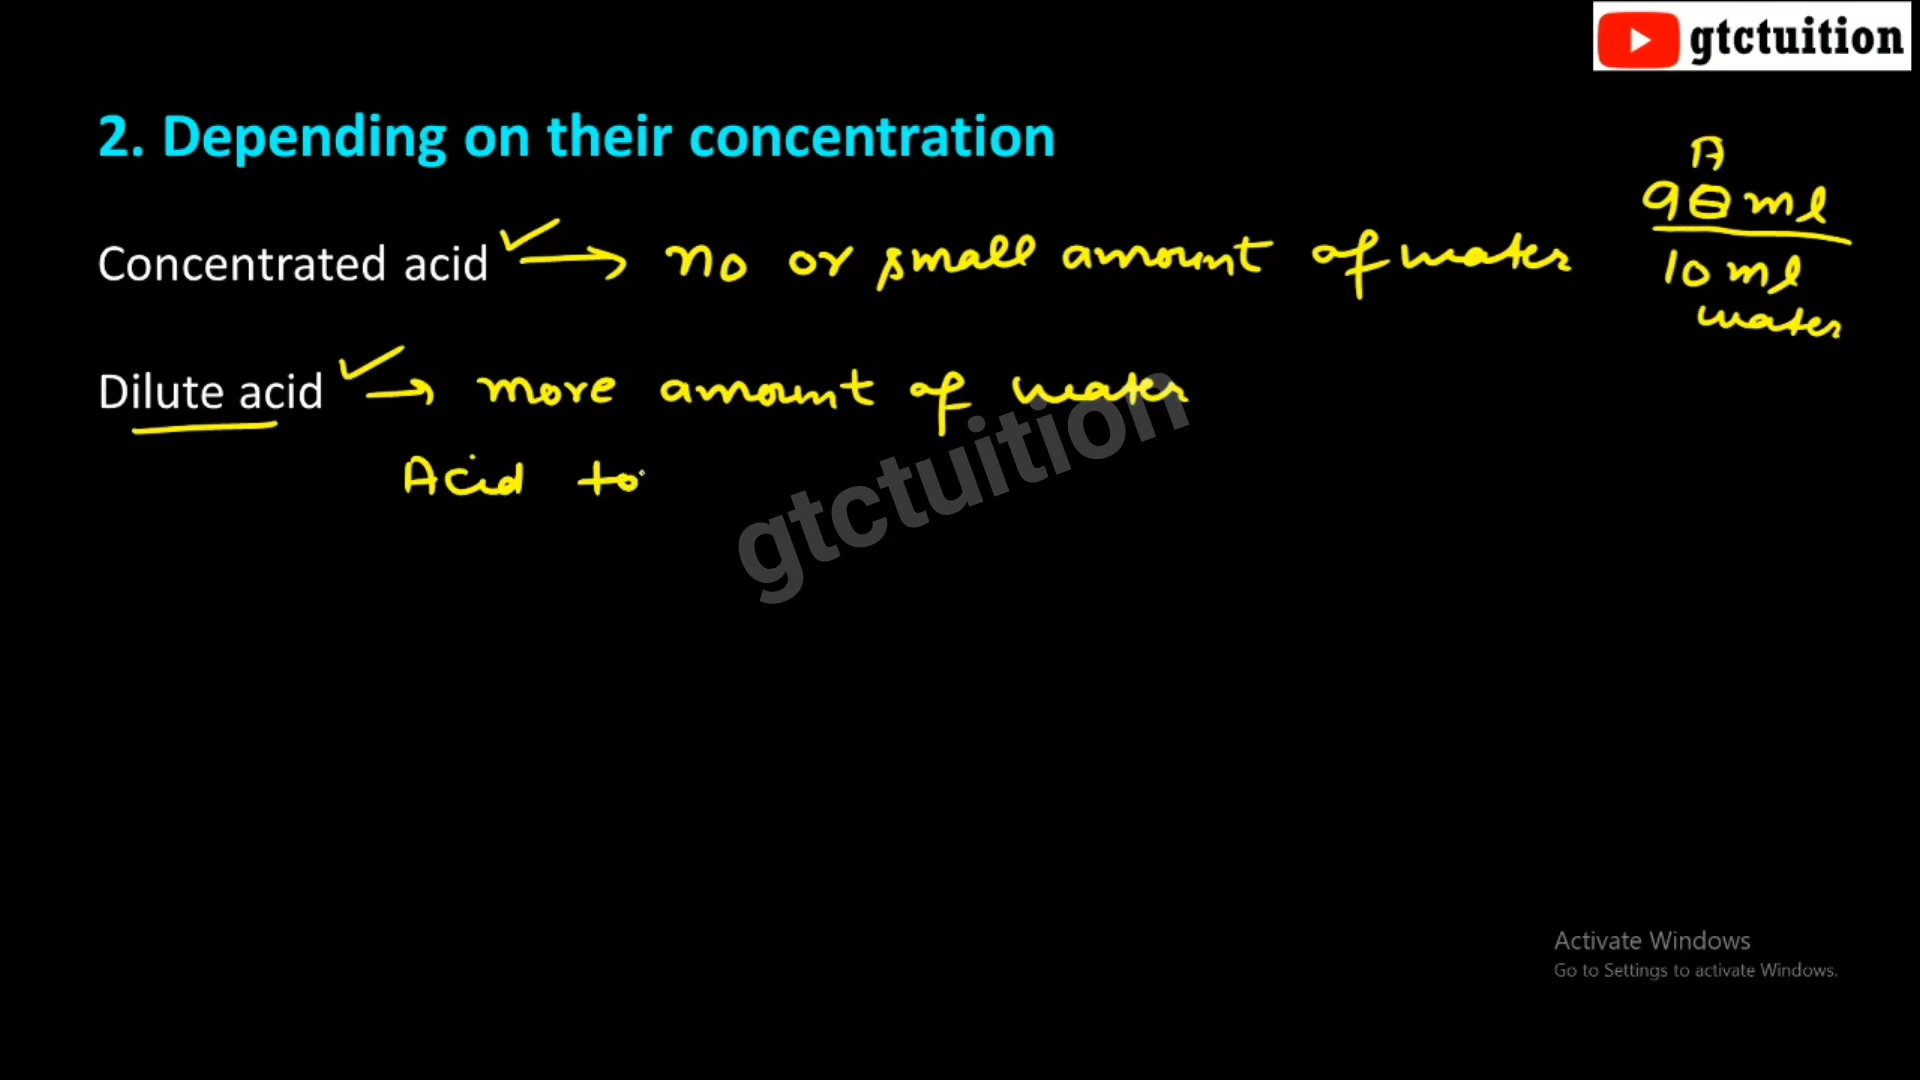 gtctuition
2. Depending on their concentration
A
90 ml
10 ml
water
Concentrated acid → no or small amount of water
Dilute acid → more amount of water
Acid to
gtctuition
Activate Windows
Go to Settings to activate Windows.